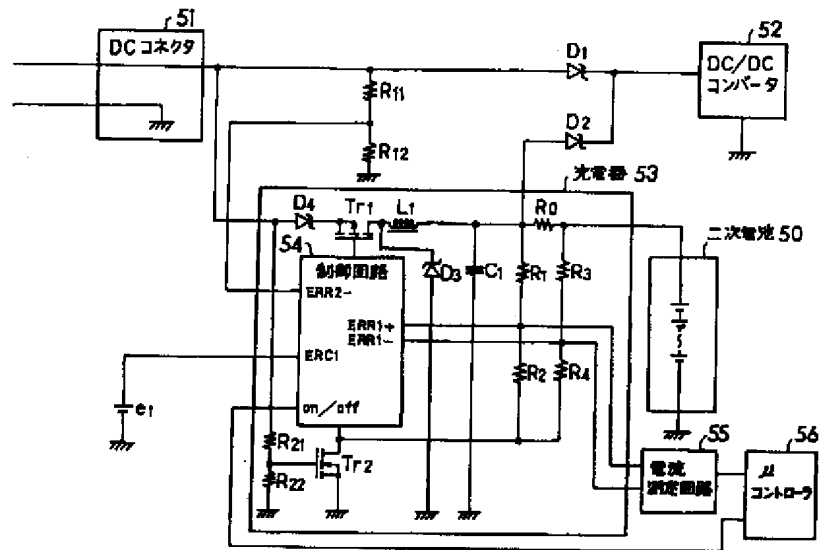 51
DCコネクタ
52
DC/DC
コンバータ
D1
D2
R11
R12
充電器 53
D4
Tr1
L1
R0
54
制御回路
D3
C1
R1
R3
二次電池 50
ERR2-
ERR1+
ERR1-
ERC1
R2
R4
on/off
e1
R21
R22
Tr2
55
電流
測定回路
56
μ
コントローラ